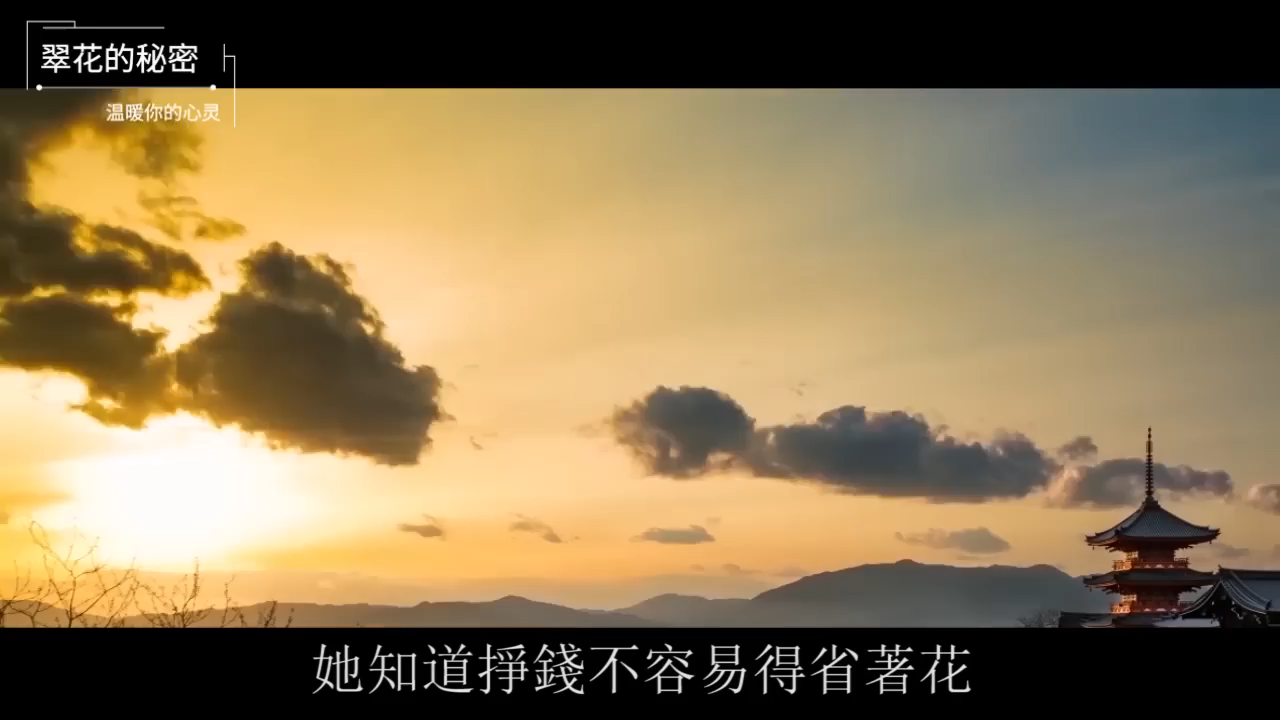 翠花的秘密
温暖你的心灵
她知道掙錢不容易得省著花